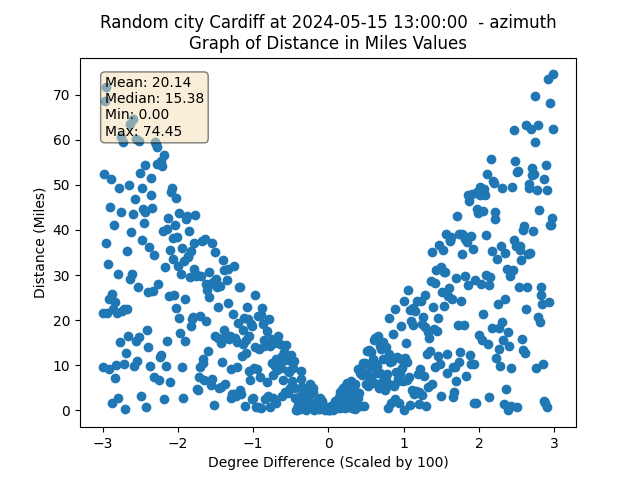 Random city Cardiff at 2024-05-15 13:00:00  - azimuth
Graph of Distance in Miles Values
Mean: 20.14
Median: 15.38
Min: 0.00
Max: 74.45
Distance (Miles)
70
60
50
40
30
20
10
0
−3 −2 −1 0 1 2 3
Degree Difference (Scaled by 100)